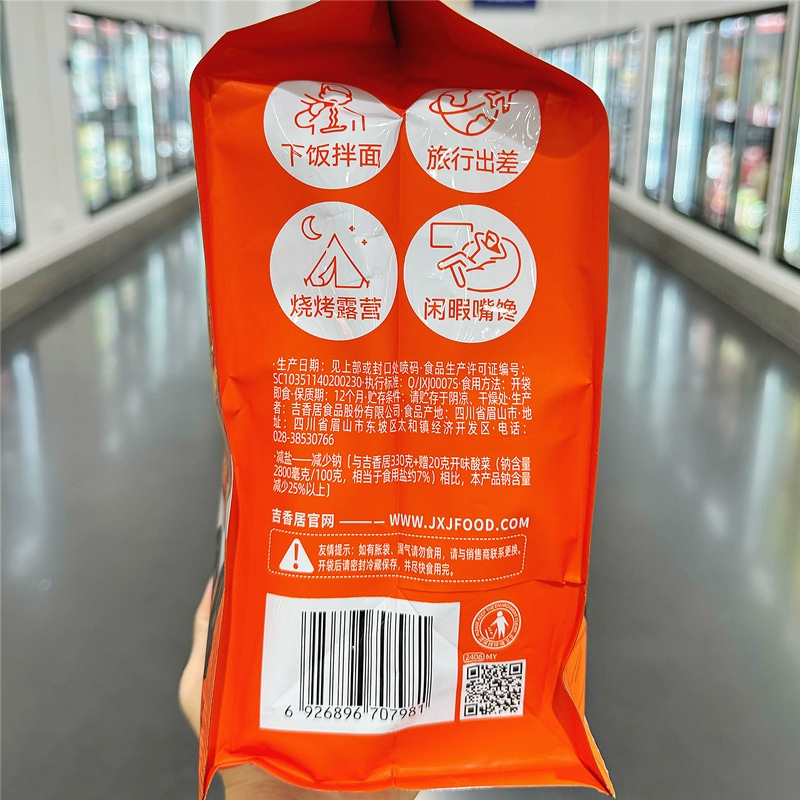 下饭拌面
旅行出差
烧烤露营
闲暇嘴馋
·生产日期：见上部或封口处喷码·食品生产许可证编号：
SC10351140200230·执行标准：Q/JXJ0007S·食用方法：开袋
即食·保质期：12个月·贮存条件：请贮存于阴凉、干燥处·生产
者：吉香居食品股份有限公司·食品产地：四川省眉山市·地
址：四川省眉山市东坡区太和镇经济开发区·电话：
028-38530766
·减盐——减少钠（与吉香居330克+赠20克开味酸菜（钠含量
2800毫克/100克，相当于食用盐约7%）相比，本产品钠含量
减少25%以上）
吉香居官网 ——— WWW.JXJFOOD.COM
友情提示：如有胀袋、漏气请勿食用，请与销售商联系更换。
开袋后请密封冷藏保存，并尽快食用完。
6 926896 707981
2406 MY